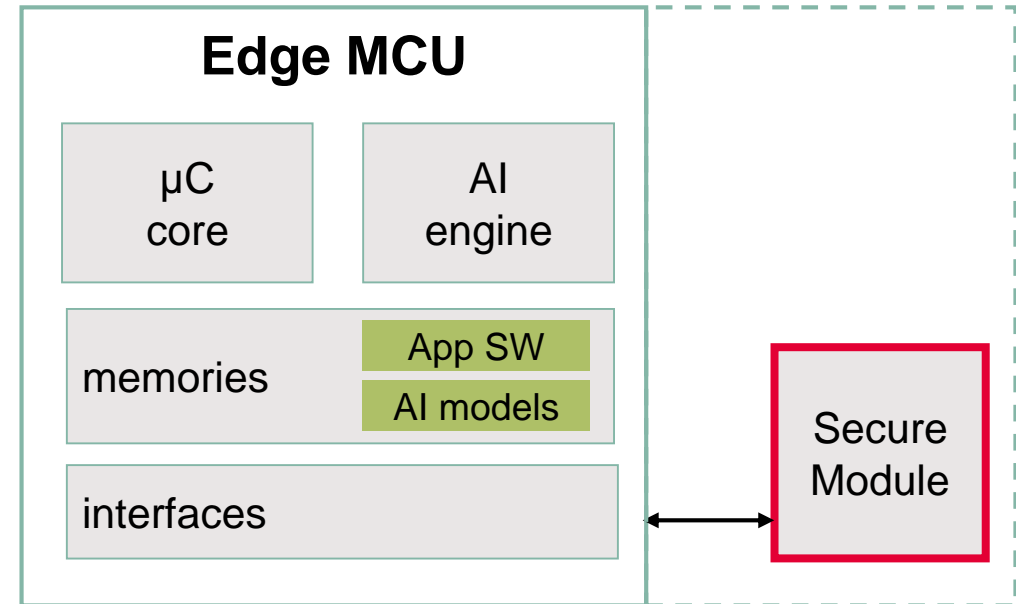 Edge MCU
µC
core
AI
engine
memories
App SW
AI models
interfaces
Secure
Module